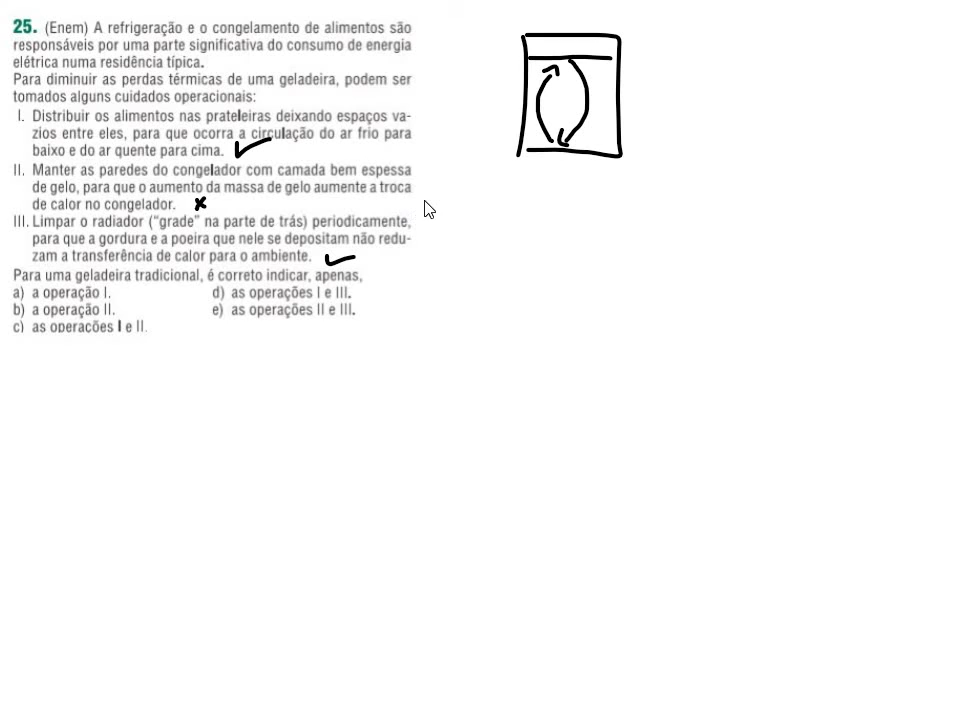 25. (Enem) A refrigeração e o congelamento de alimentos são
responsáveis por uma parte significativa do consumo de energia
elétrica numa residência típica.
Para diminuir as perdas térmicas de uma geladeira, podem ser
tomados alguns cuidados operacionais:
I. Distribuir os alimentos nas prateleiras deixando espaços va-
zios entre eles, para que ocorra a circulação do ar frio para
baixo e do ar quente para cima.
II. Manter as paredes do congelador com camada bem espessa
de gelo, para que o aumento da massa de gelo aumente a troca
de calor no congelador.
III. Limpar o radiador ("grade" na parte de trás) periodicamente,
para que a gordura e a poeira que nele se depositam não redu-
zam a transferência de calor para o ambiente.
Para uma geladeira tradicional, é correto indicar, apenas,
a) a operação I.
b) a operação II.
c) as operações I e II.
d) as operações I e III.
e) as operações II e III.